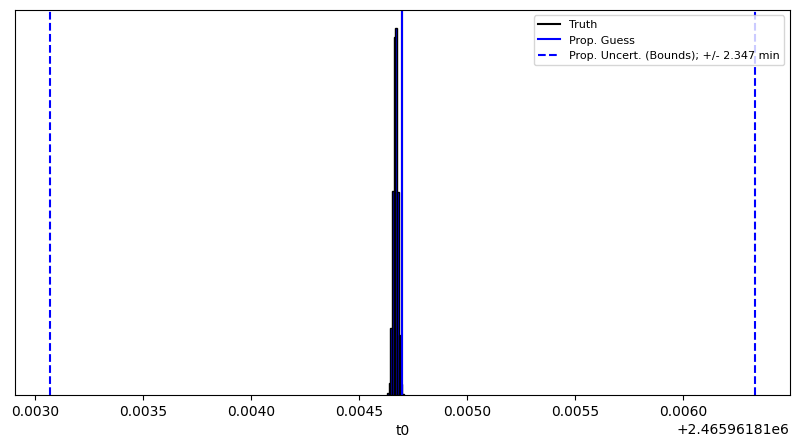 Truth
Prop. Guess
Prop. Uncert. (Bounds); +/- 2.347 min
0.0030 0.0035 0.0040 0.0045 0.0050 0.0055 0.0060
t0
+2.46596181e6